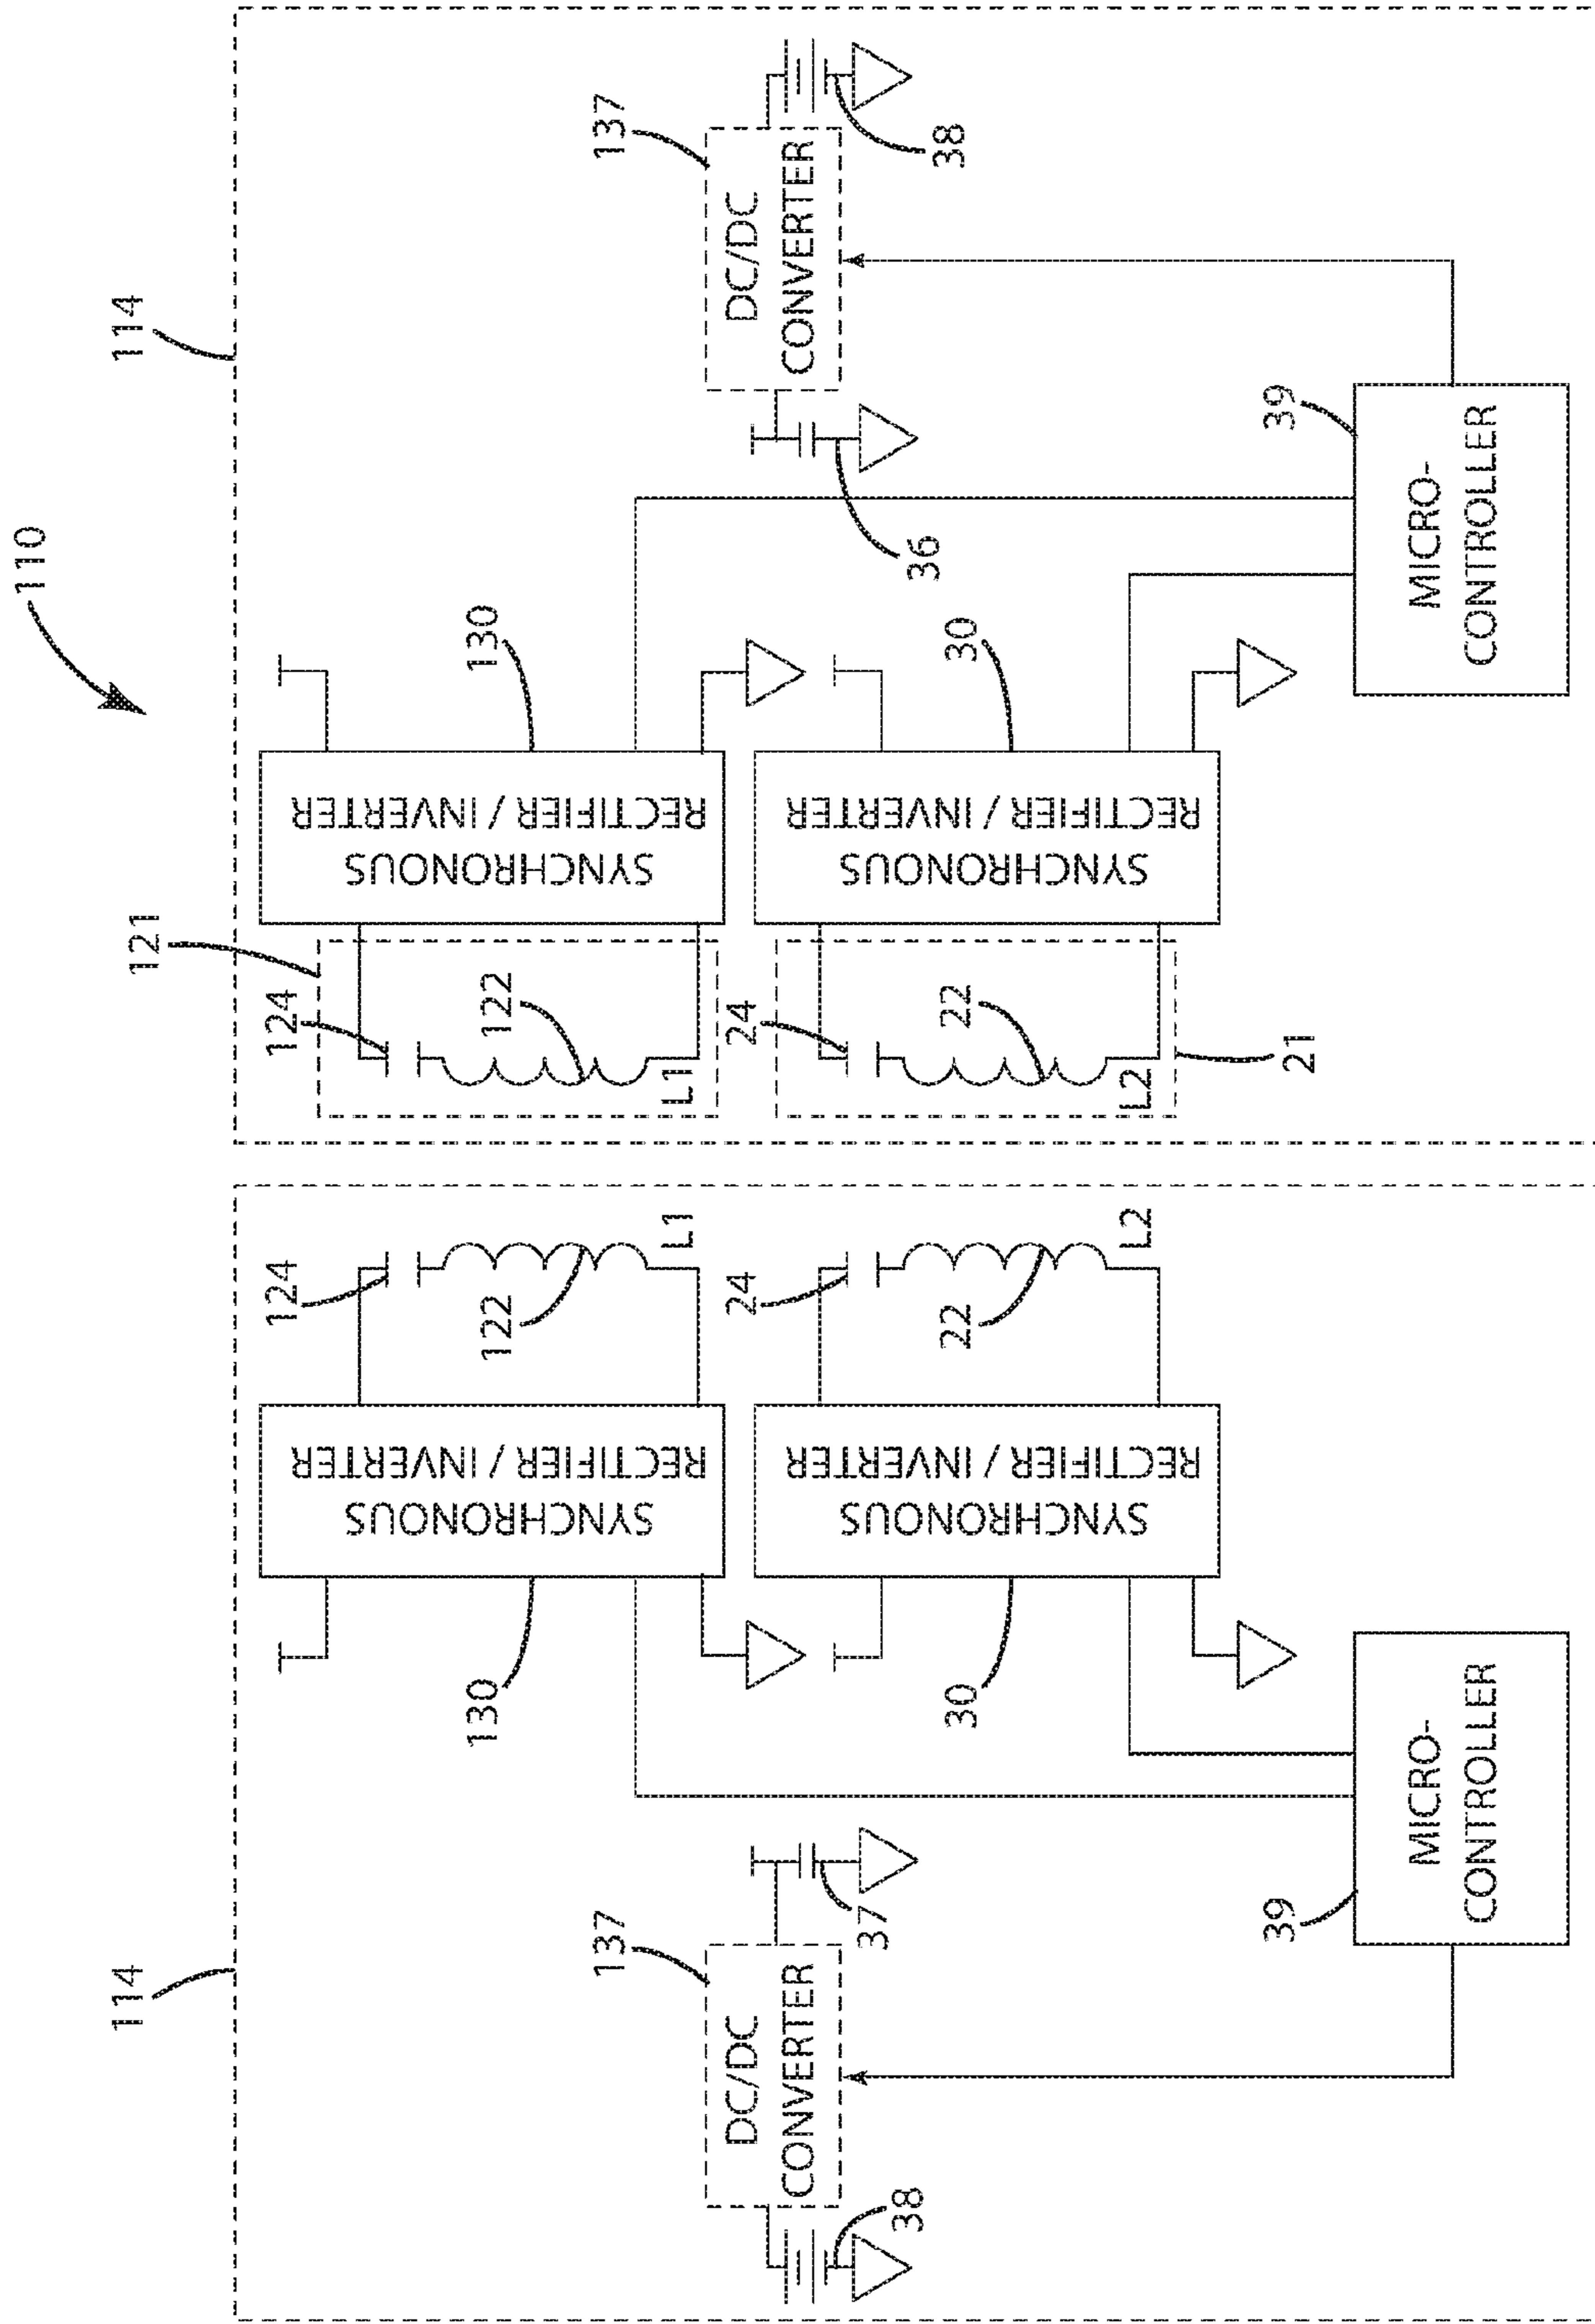 110
114
114
124
122
L1
124
122
L1
121
130
SYNCHRONOUS
RECTIFIER / INVERTER
SYNCHRONOUS
RECTIFIER / INVERTER
130
137
DC/DC
CONVERTER
38
37
24
22
L2
24
22
L2
21
30
SYNCHRONOUS
RECTIFIER / INVERTER
SYNCHRONOUS
RECTIFIER / INVERTER
30
36
137
DC/DC
CONVERTER
38
39
MICRO-
CONTROLLER
39
MICRO-
CONTROLLER